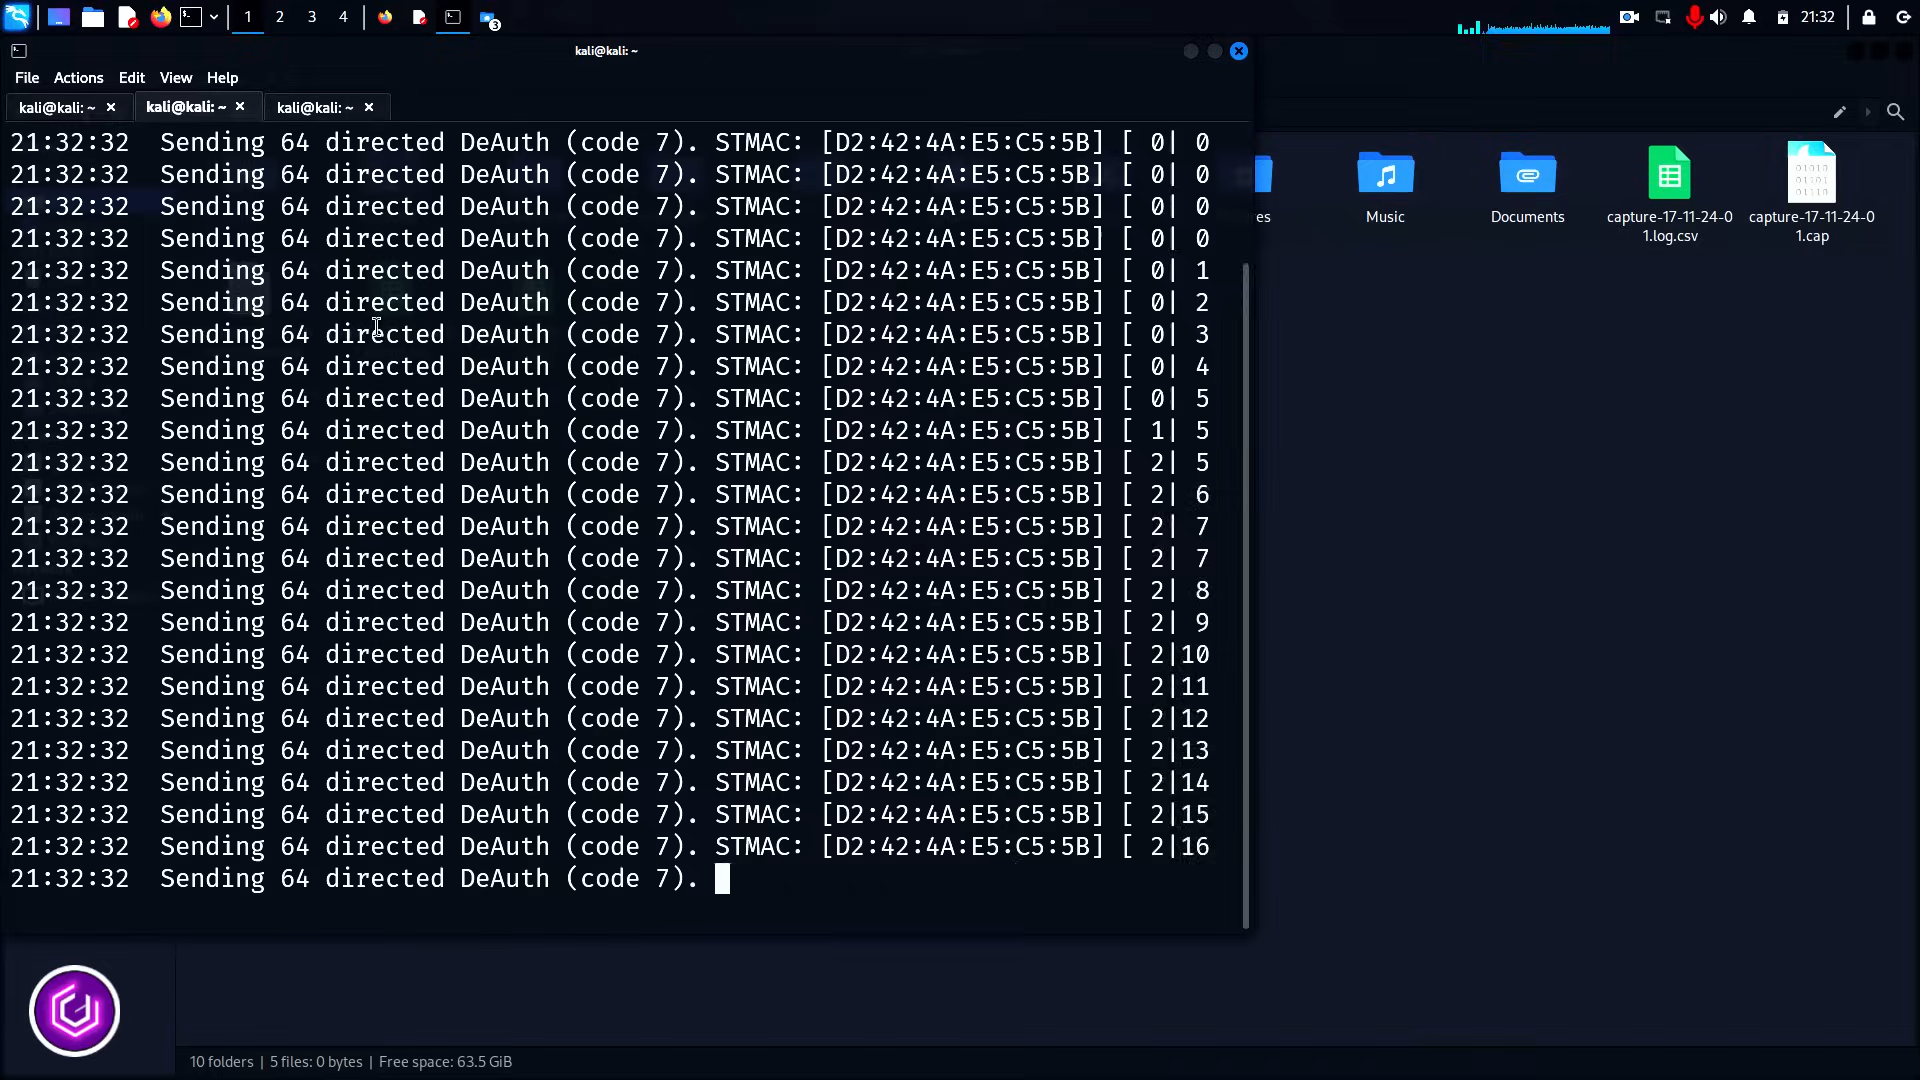 1 2 3 4
3
21:32
kali@kali: ~
File Actions Edit View Help
kali@kali: ~ kali@kali: ~ kali@kali: ~
21:32:32 Sending 64 directed DeAuth (code 7). STMAC: [D2:42:4A:E5:C5:5B] [ 0| 0
21:32:32 Sending 64 directed DeAuth (code 7). STMAC: [D2:42:4A:E5:C5:5B] [ 0| 0
21:32:32 Sending 64 directed DeAuth (code 7). STMAC: [D2:42:4A:E5:C5:5B] [ 0| 0
21:32:32 Sending 64 directed DeAuth (code 7). STMAC: [D2:42:4A:E5:C5:5B] [ 0| 0
21:32:32 Sending 64 directed DeAuth (code 7). STMAC: [D2:42:4A:E5:C5:5B] [ 0| 1
21:32:32 Sending 64 directed DeAuth (code 7). STMAC: [D2:42:4A:E5:C5:5B] [ 0| 2
21:32:32 Sending 64 directed DeAuth (code 7). STMAC: [D2:42:4A:E5:C5:5B] [ 0| 3
21:32:32 Sending 64 directed DeAuth (code 7). STMAC: [D2:42:4A:E5:C5:5B] [ 0| 4
21:32:32 Sending 64 directed DeAuth (code 7). STMAC: [D2:42:4A:E5:C5:5B] [ 0| 5
21:32:32 Sending 64 directed DeAuth (code 7). STMAC: [D2:42:4A:E5:C5:5B] [ 1| 5
21:32:32 Sending 64 directed DeAuth (code 7). STMAC: [D2:42:4A:E5:C5:5B] [ 2| 5
21:32:32 Sending 64 directed DeAuth (code 7). STMAC: [D2:42:4A:E5:C5:5B] [ 2| 6
21:32:32 Sending 64 directed DeAuth (code 7). STMAC: [D2:42:4A:E5:C5:5B] [ 2| 7
21:32:32 Sending 64 directed DeAuth (code 7). STMAC: [D2:42:4A:E5:C5:5B] [ 2| 7
21:32:32 Sending 64 directed DeAuth (code 7). STMAC: [D2:42:4A:E5:C5:5B] [ 2| 8
21:32:32 Sending 64 directed DeAuth (code 7). STMAC: [D2:42:4A:E5:C5:5B] [ 2| 9
21:32:32 Sending 64 directed DeAuth (code 7). STMAC: [D2:42:4A:E5:C5:5B] [ 2|10
21:32:32 Sending 64 directed DeAuth (code 7). STMAC: [D2:42:4A:E5:C5:5B] [ 2|11
21:32:32 Sending 64 directed DeAuth (code 7). STMAC: [D2:42:4A:E5:C5:5B] [ 2|12
21:32:32 Sending 64 directed DeAuth (code 7). STMAC: [D2:42:4A:E5:C5:5B] [ 2|13
21:32:32 Sending 64 directed DeAuth (code 7). STMAC: [D2:42:4A:E5:C5:5B] [ 2|14
21:32:32 Sending 64 directed DeAuth (code 7). STMAC: [D2:42:4A:E5:C5:5B] [ 2|15
21:32:32 Sending 64 directed DeAuth (code 7). STMAC: [D2:42:4A:E5:C5:5B] [ 2|16
21:32:32 Sending 64 directed DeAuth (code 7).
es
Music
Documents
capture-17-11-24-0
1.log.csv
capture-17-11-24-0
1.cap
10 folders | 5 files: 0 bytes | Free space: 63.5 GiB